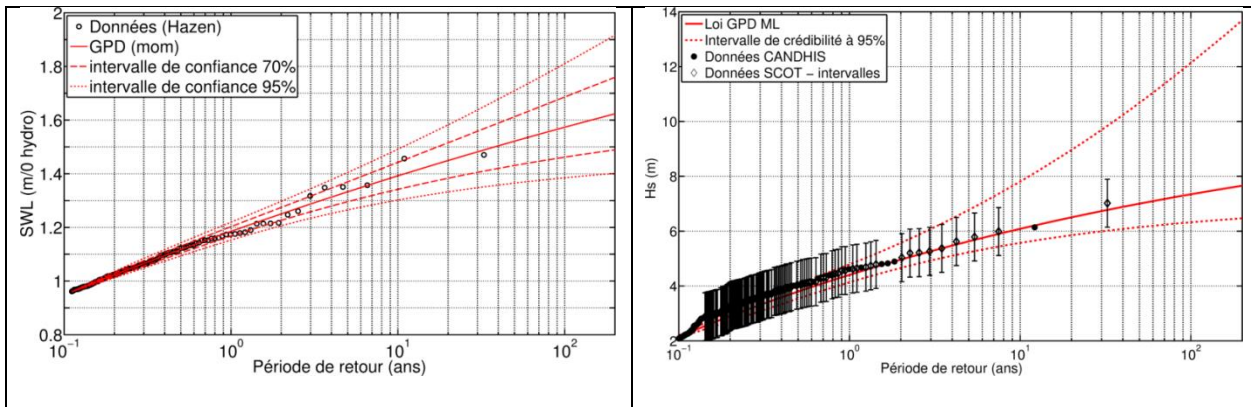 2
1.8
1.6
1.4
1.2
1
0.8
SWL (m/0 hydro)
Données (Hazen)
GPD (mom)
intervalle de confiance 70%
intervalle de confiance 95%
10⁻¹ 10⁰ 10¹ 10²
Période de retour (ans)
14
12
10
8
6
4
2
Hs (m)
Loi GPD ML
Intervalle de crédibilité à 95%
Données CANDHIS
Données SCOT − intervalles
10⁻¹ 10⁰ 10¹ 10²
Période de retour (ans)